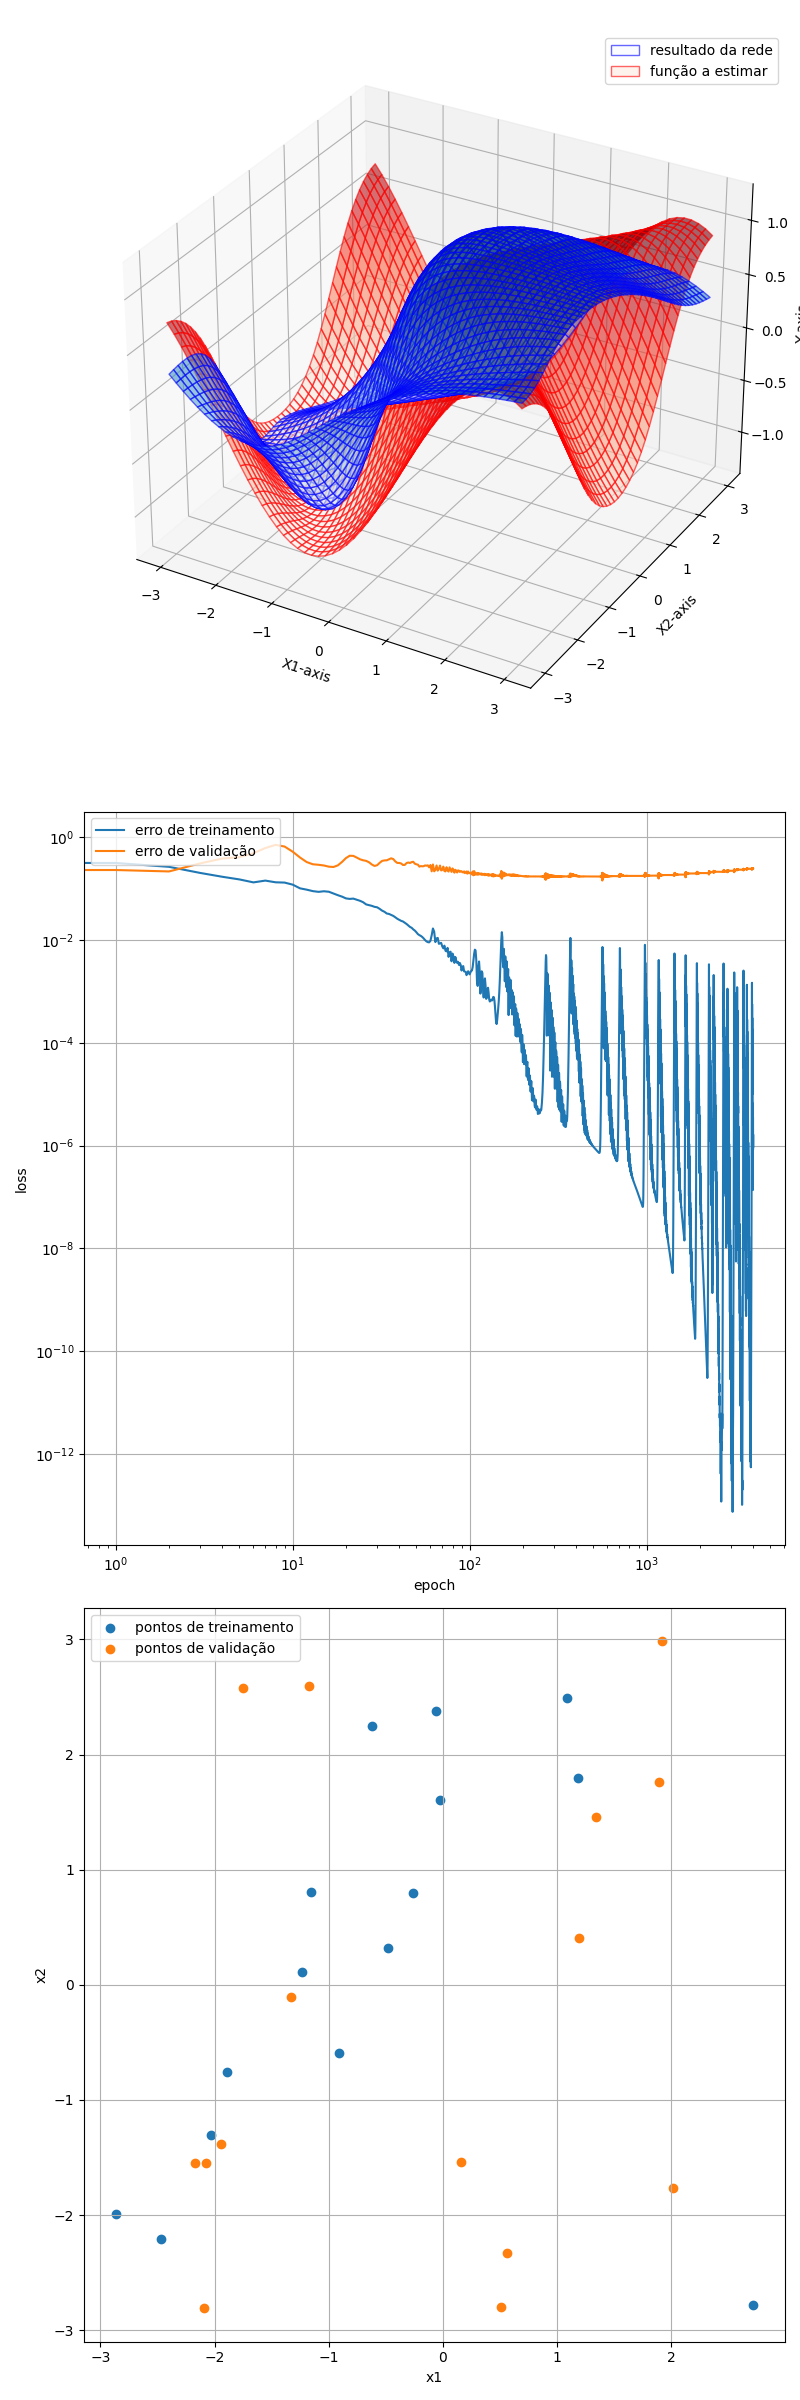 resultado da rede
função a estimar
1.0
0.5
0.0
−0.5
−1.0
3
2
1
0
−1
−2
−3
X2-axis
−3
−2
−1
0
1
2
3
X1-axis
erro de treinamento
erro de validação
10^0
10^−2
10^−4
10^−6
10^−8
10^−10
10^−12
loss
10^0 10^1 10^2 10^3
epoch
pontos de treinamento
pontos de validação
3
2
1
0
−1
−2
−3
x2
−3 −2 −1 0 1 2
x1